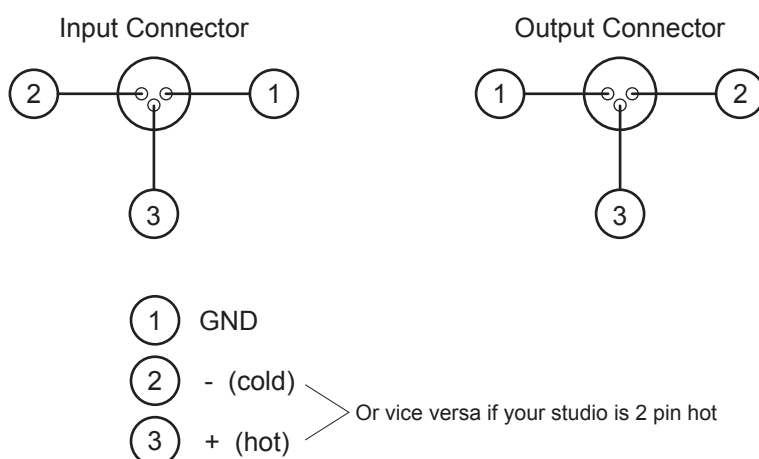 Input Connector
Output Connector
2 1
1 2
3
3
1 GND
2 - (cold)
Or vice versa if your studio is 2 pin hot
3 + (hot)